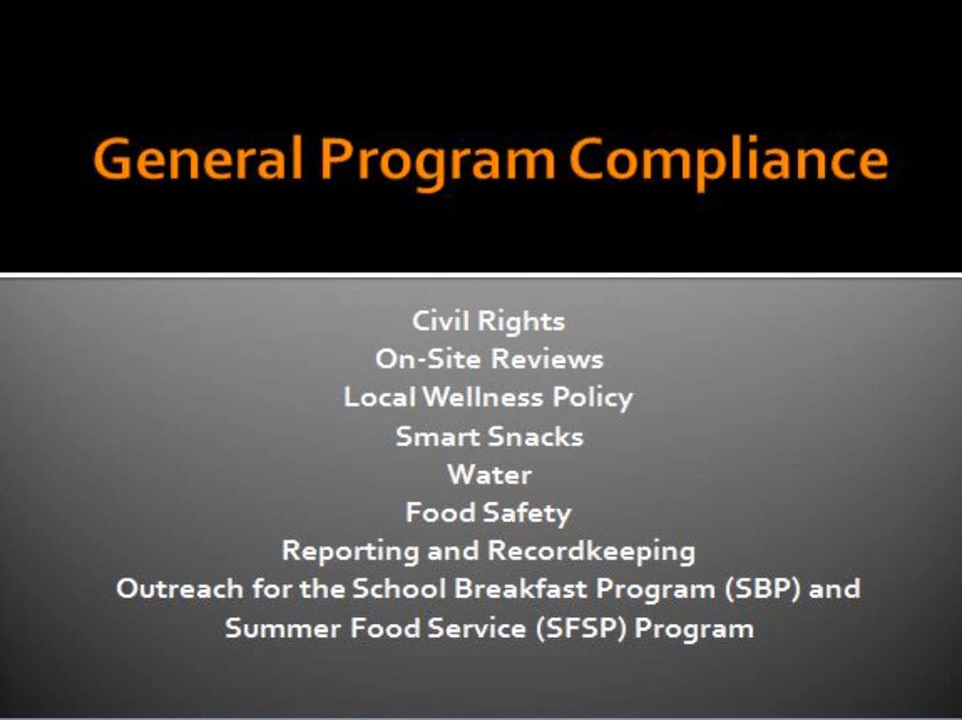 General Program Compliance
Civil Rights
On-Site Reviews
Local Wellness Policy
Smart Snacks
Water
Food Safety
Reporting and Recordkeeping
Outreach for the School Breakfast Program (SBP) and
Summer Food Service (SFSP) Program